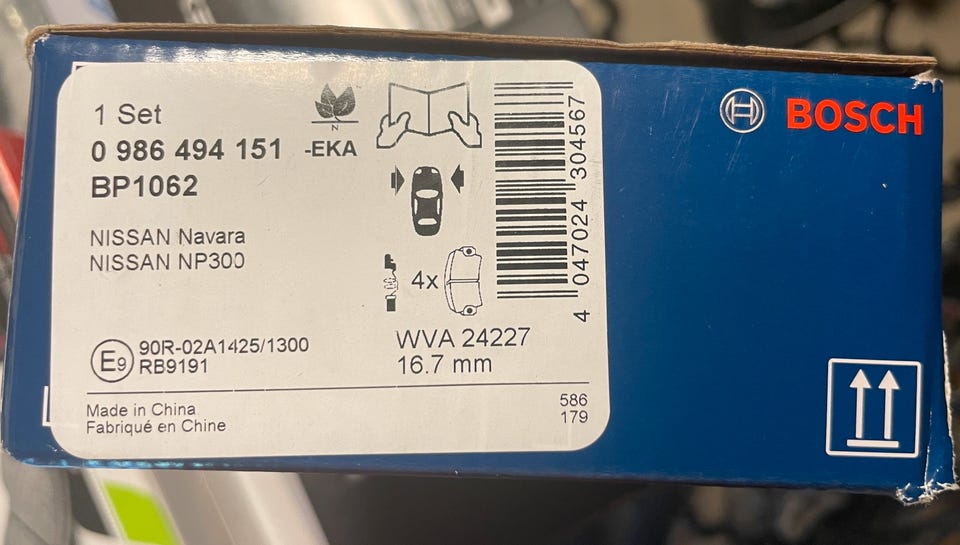 1 Set
0 986 494 151 -EKA
BP1062
NISSAN Navara
NISSAN NP300
N
4x
4 047024 304567
WVA 24227
16.7 mm
E9
90R-02A1425/1300
RB9191
Made in China
Fabriqué en Chine
586
179
BOSCH